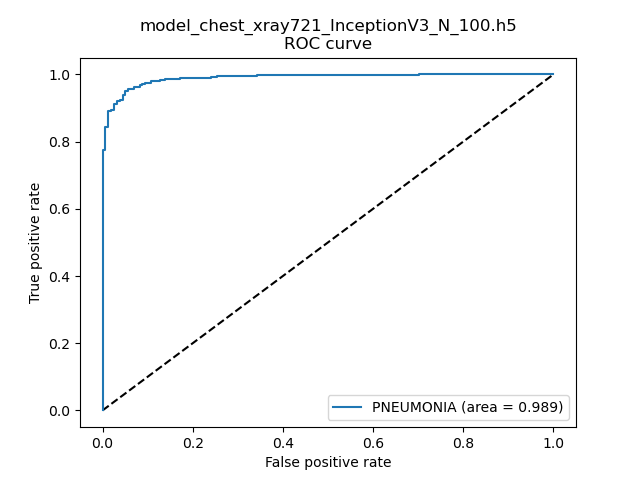 model_chest_xray721_InceptionV3_N_100.h5
ROC curve
1.0
0.8
0.6
0.4
0.2
0.0
True positive rate
PNEUMONIA (area = 0.989)
0.0 0.2 0.4 0.6 0.8 1.0
False positive rate